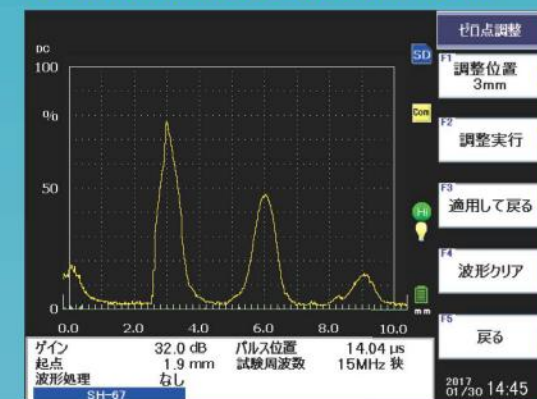 DC
100
%
50
0
0.0 2.0 4.0 6.0 8.0 10.0
SD
Com
Hi
mm
ゼロ点調整
F1
調整位置
3mm
F2
調整実行
F3
適用して戻る
F4
波形クリア
F5
戻る
ゲイン 32.0 dB パルス位置 14.04 μs
起点 1.9 mm 試験周波数 15MHz 狭
波形処理 なし
SH-67
2017
01/30 14:45